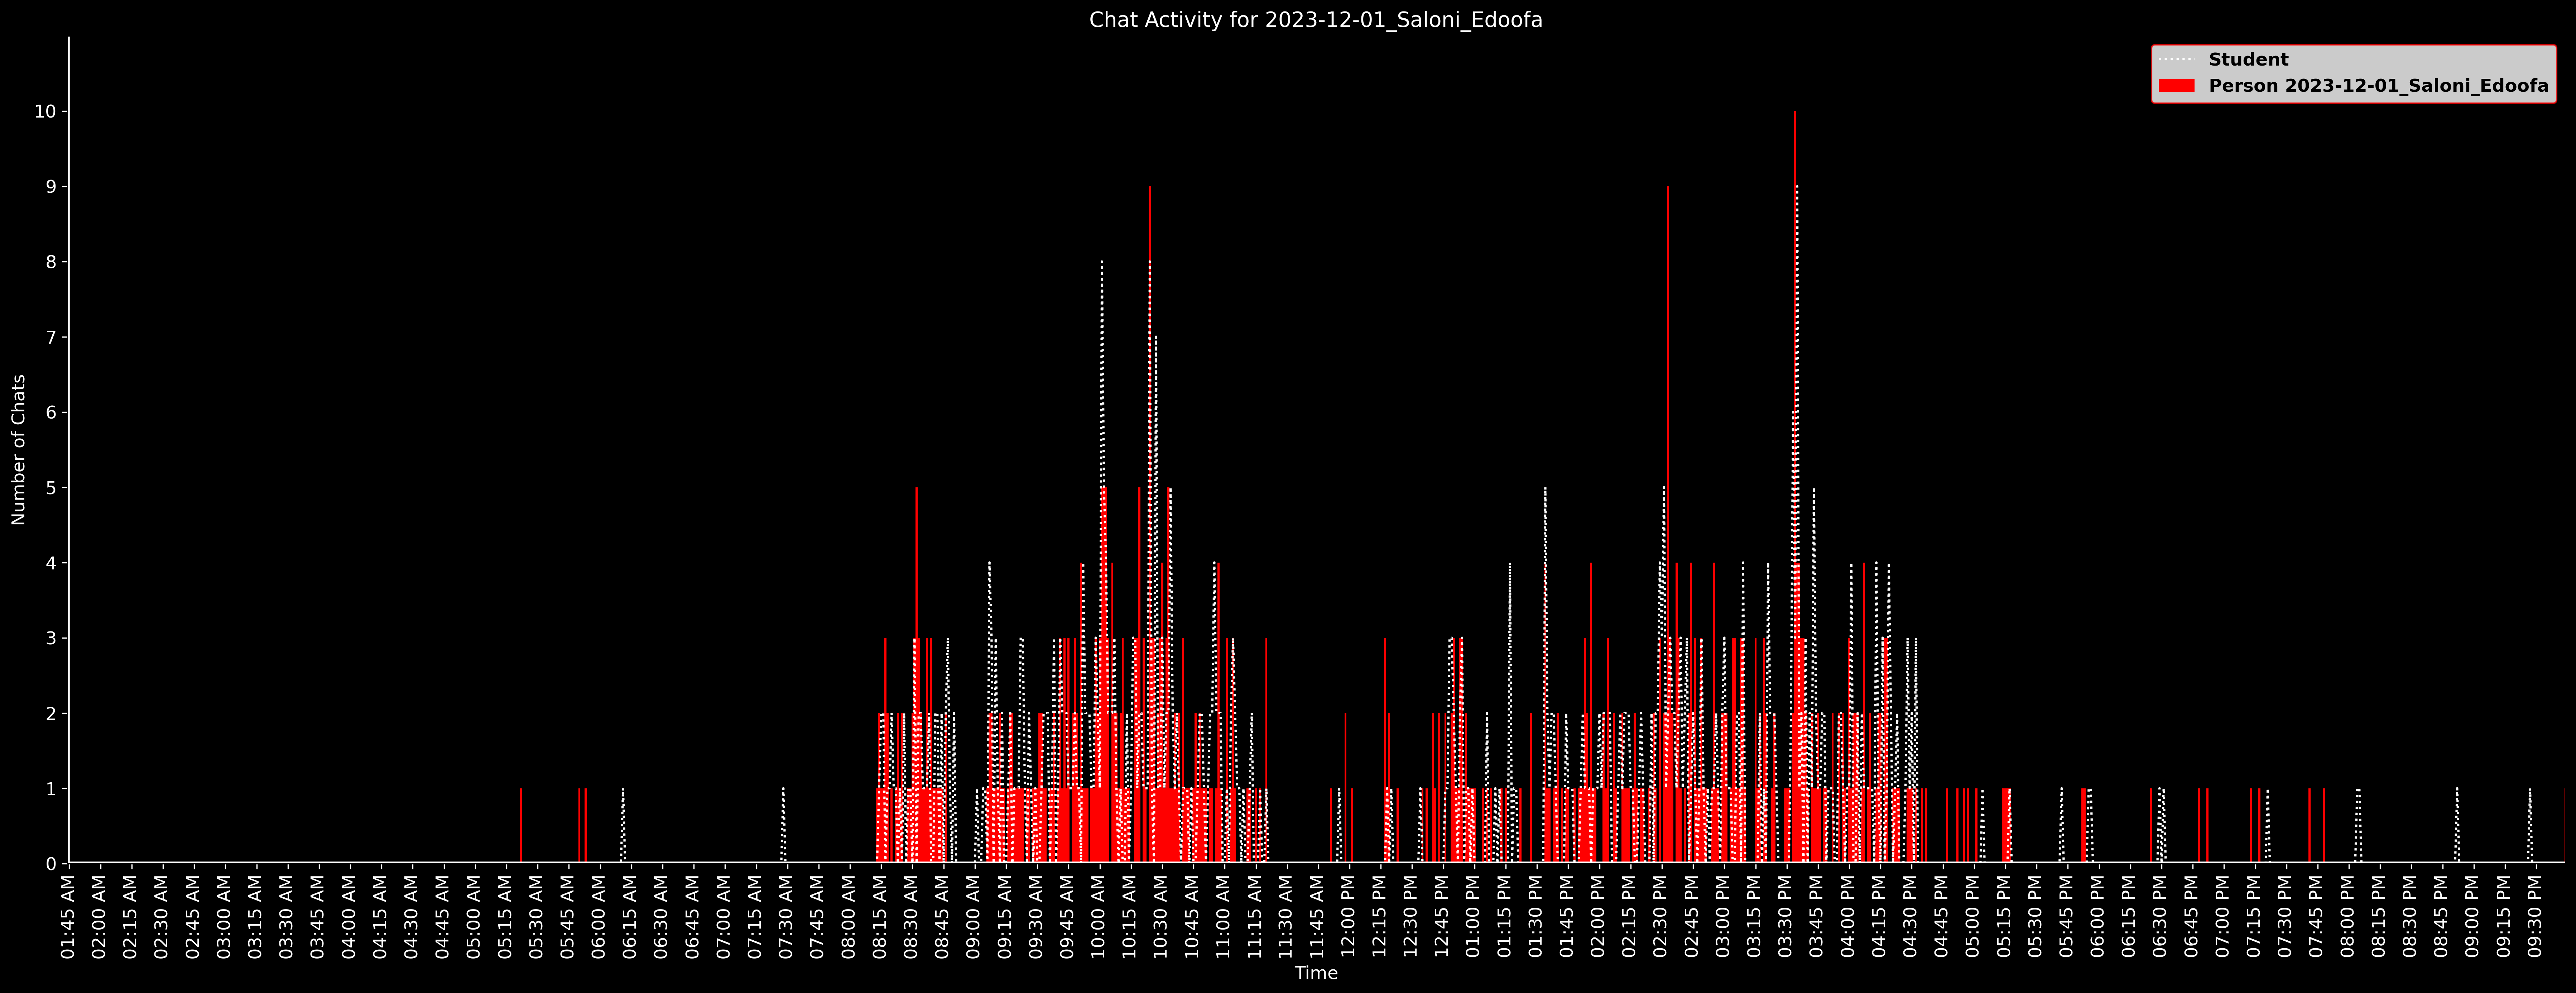 Chat Activity for 2023-12-01_Saloni_Edoofa
Student
Person 2023-12-01_Saloni_Edoofa
Number of Chats
10
9
8
7
6
5
4
3
2
1
0
01:45 AM
02:00 AM
02:15 AM
02:30 AM
02:45 AM
03:00 AM
03:15 AM
03:30 AM
03:45 AM
04:00 AM
04:15 AM
04:30 AM
04:45 AM
05:00 AM
05:15 AM
05:30 AM
05:45 AM
06:00 AM
06:15 AM
06:30 AM
06:45 AM
07:00 AM
07:15 AM
07:30 AM
07:45 AM
08:00 AM
08:15 AM
08:30 AM
08:45 AM
09:00 AM
09:15 AM
09:30 AM
09:45 AM
10:00 AM
10:15 AM
10:30 AM
10:45 AM
11:00 AM
11:15 AM
11:30 AM
11:45 AM
12:00 PM
12:15 PM
12:30 PM
12:45 PM
01:00 PM
01:15 PM
01:30 PM
01:45 PM
02:00 PM
02:15 PM
02:30 PM
02:45 PM
03:00 PM
03:15 PM
03:30 PM
03:45 PM
04:00 PM
04:15 PM
04:30 PM
04:45 PM
05:00 PM
05:15 PM
05:30 PM
05:45 PM
06:00 PM
06:15 PM
06:30 PM
06:45 PM
07:00 PM
07:15 PM
07:30 PM
07:45 PM
08:00 PM
08:15 PM
08:30 PM
08:45 PM
09:00 PM
09:15 PM
09:30 PM
Time